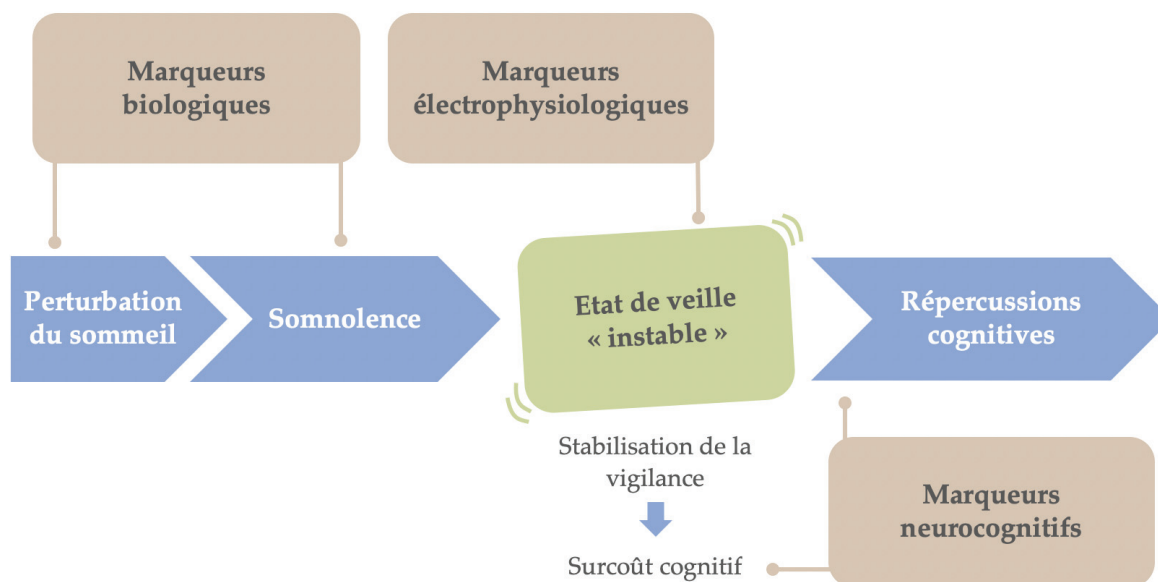 Marqueurs
biologiques
Marqueurs
électrophysiologiques
Perturbation
du sommeil
Somnolence
Etat de veille
« instable »
Répercussions
cognitives
Stabilisation de la
vigilance
Surcoût cognitif
Marqueurs
neurocognitifs